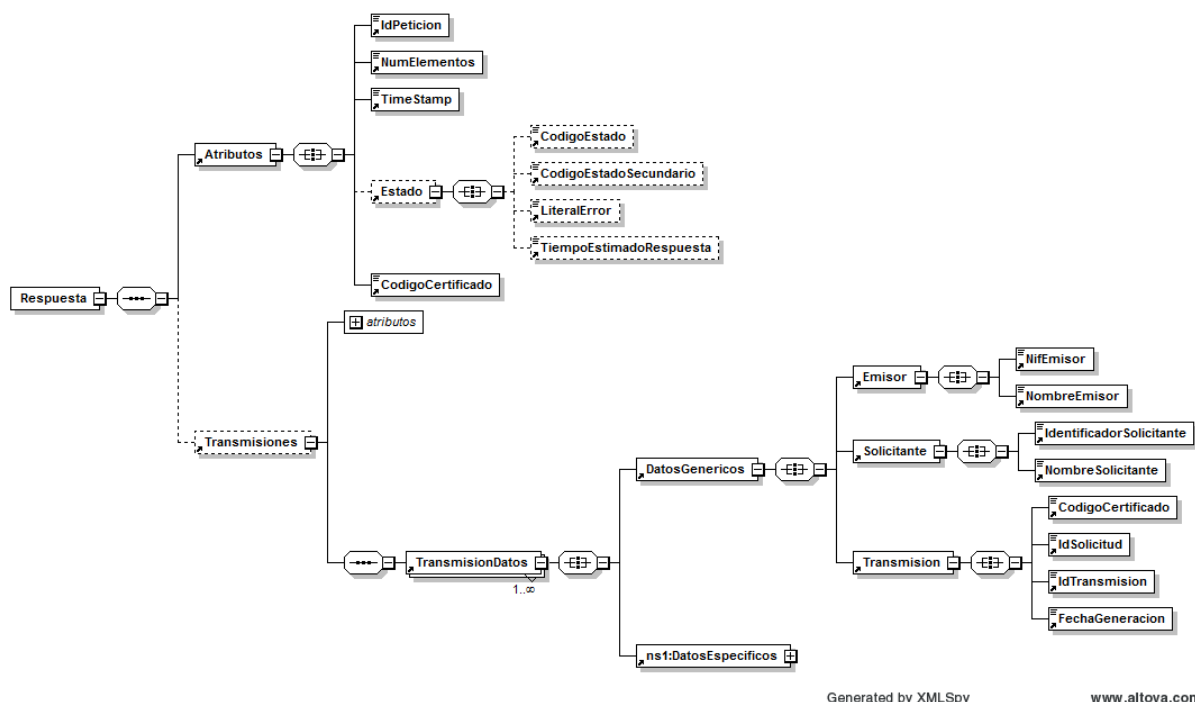 IdPeticion
NumElementos
TimeStamp
Atributos
CodigoEstado
CodigoEstadoSecundario
Estado
LiteralError
TiempoEstimadoRespuesta
CodigoCertificado
Respuesta
atributos
Transmisiones
NifEmisor
Emisor
NombreEmisor
IdentificadorSolicitante
Solicitante
NombreSolicitante
DatosGenericos
CodigoCertificado
IdSolicitud
Transmision
IdTransmision
FechaGeneracion
TransmisionDatos
1..∞
ns1:DatosEspecificos
Generated by XMLSpy www.altova.com